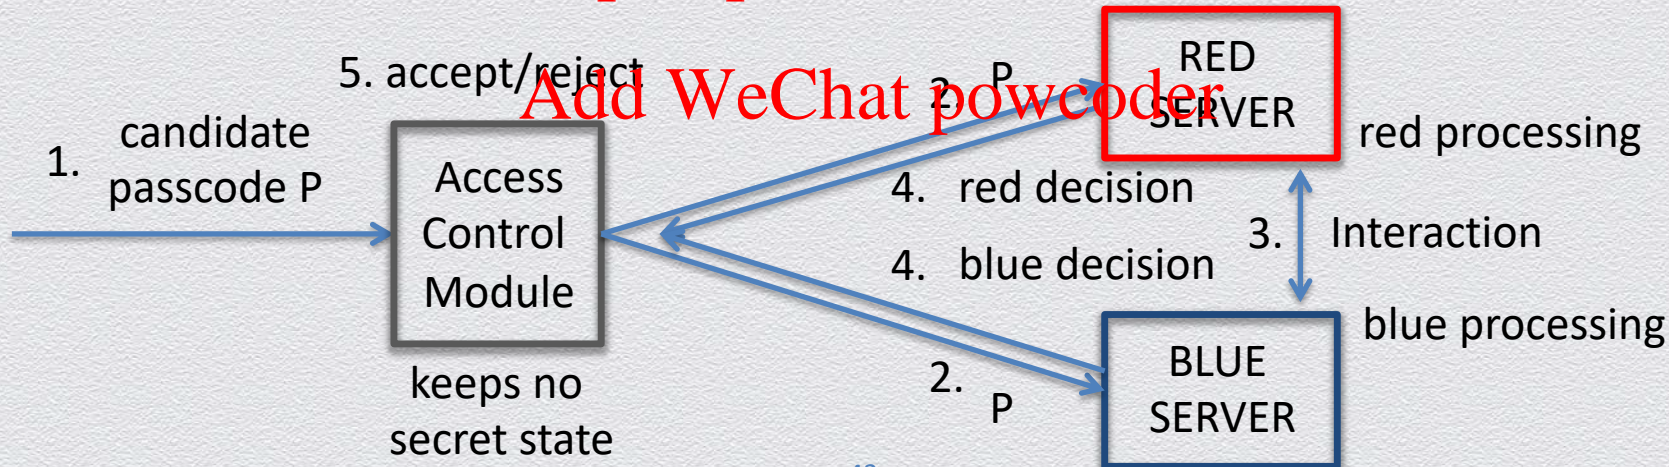 5. accept/reject
Add WeChat powcoder
RED
SERVER
2. P
candidate
1. passcode P
Access
Control
Module
red processing
4. red decision
3. Interaction
4. blue decision
blue processing
keeps no
secret state
2. P
BLUE
SERVER